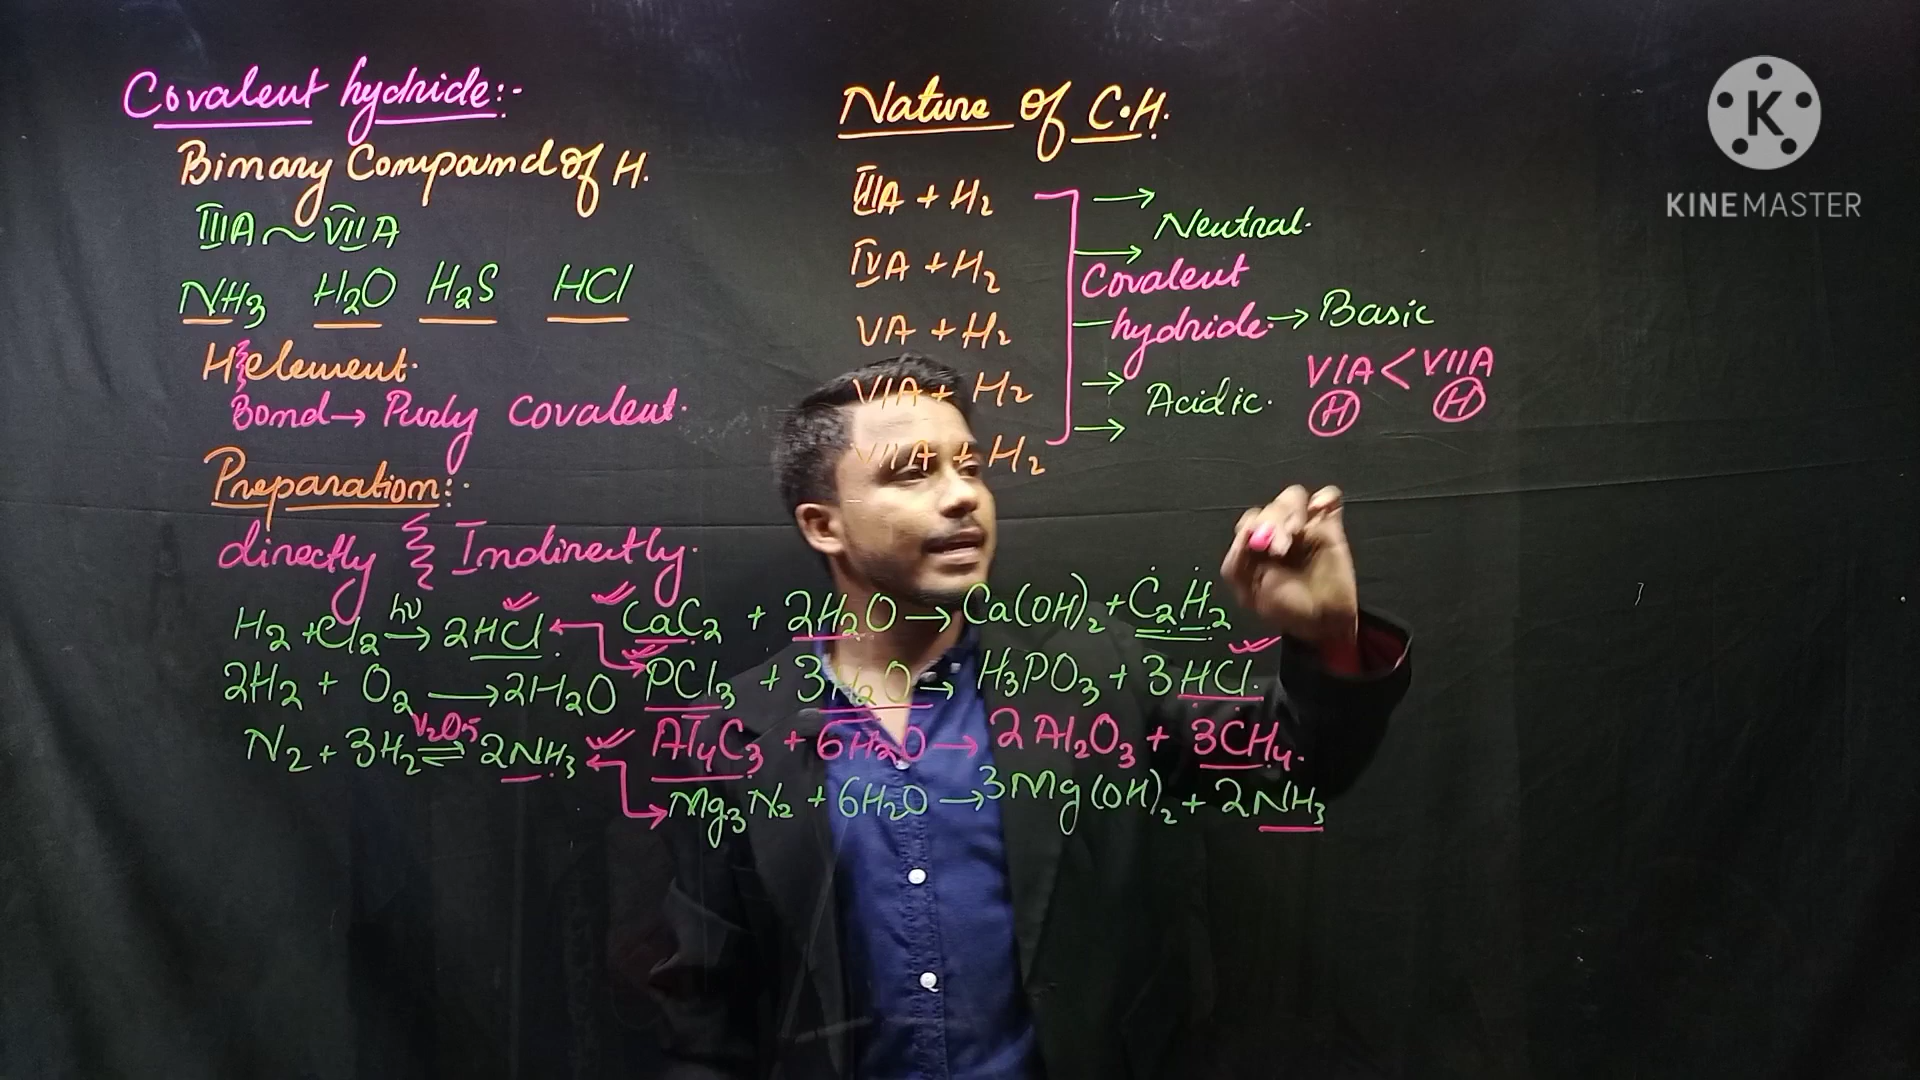 Covalent hydride:-
Binary Compound of H.
IIIA ~ VIIA
NH₃ H₂O H₂S HCl
H element.
Bond → Purly Covalent.
Preparation:-
directly Indirectly.
H₂ + Cl₂ hν → 2HCl
2H₂ + O₂ → 2H₂O
N₂ + 3H₂ V₂O₅ ⇌ 2NH₃
CaC₂ + 2H₂O → Ca(OH)₂ + C₂H₂
PCl₃ + 3H₂O → H₃PO₃ + 3HCl.
Al₄C₃ + 6H₂O → 2Al₂O₃ + 3CH₄.
Mg₃N₂ + 6H₂O → 3Mg(OH)₂ + 2NH₃
Nature of C.H.
IIIA + H₂
IVA + H₂
VA + H₂
VIA + H₂
VIIA + H₂
→ Neutral.
→
Covalent
hydride. → Basic
→ Acidic. VIA < VIIA
→
H H
K
KINEMASTER